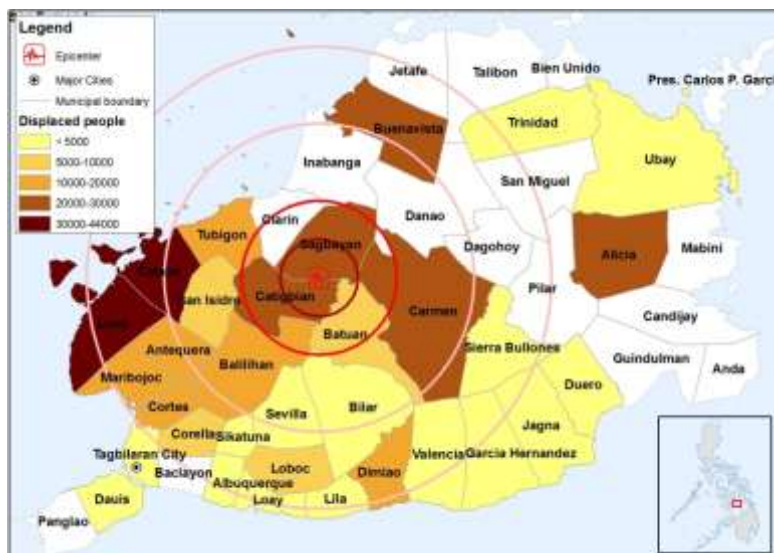 Legend
Epicenter
Major Cities
Municipal boundary
Displaced people
< 5000
5000-10000
10000-20000
20000-30000
30000-44000
Jetafe
Talibon
Bien Unido
Pres. Carlos P. Garci
Buenavista
Trinidad
Ubay
Inabanga
San Miguel
Clarin
Danao
Tubigon
Sagbayan
Dagohoy
Alicia
Mabini
San Isidro
Catigbian
Pilar
Carmen
Candijay
Batuan
Antequera
Balilihan
Sierra Bullones
Guindulman
Anda
Maribojoc
Duero
Cortes
Sevilla
Bilar
Jagna
Corella
Sikatuna
Tagbilaran City
Valencia
Garcia Hernandez
Baclayon
Loboc
Dimiao
Albuquerque
Dauis
Loay
Lila
Panglao